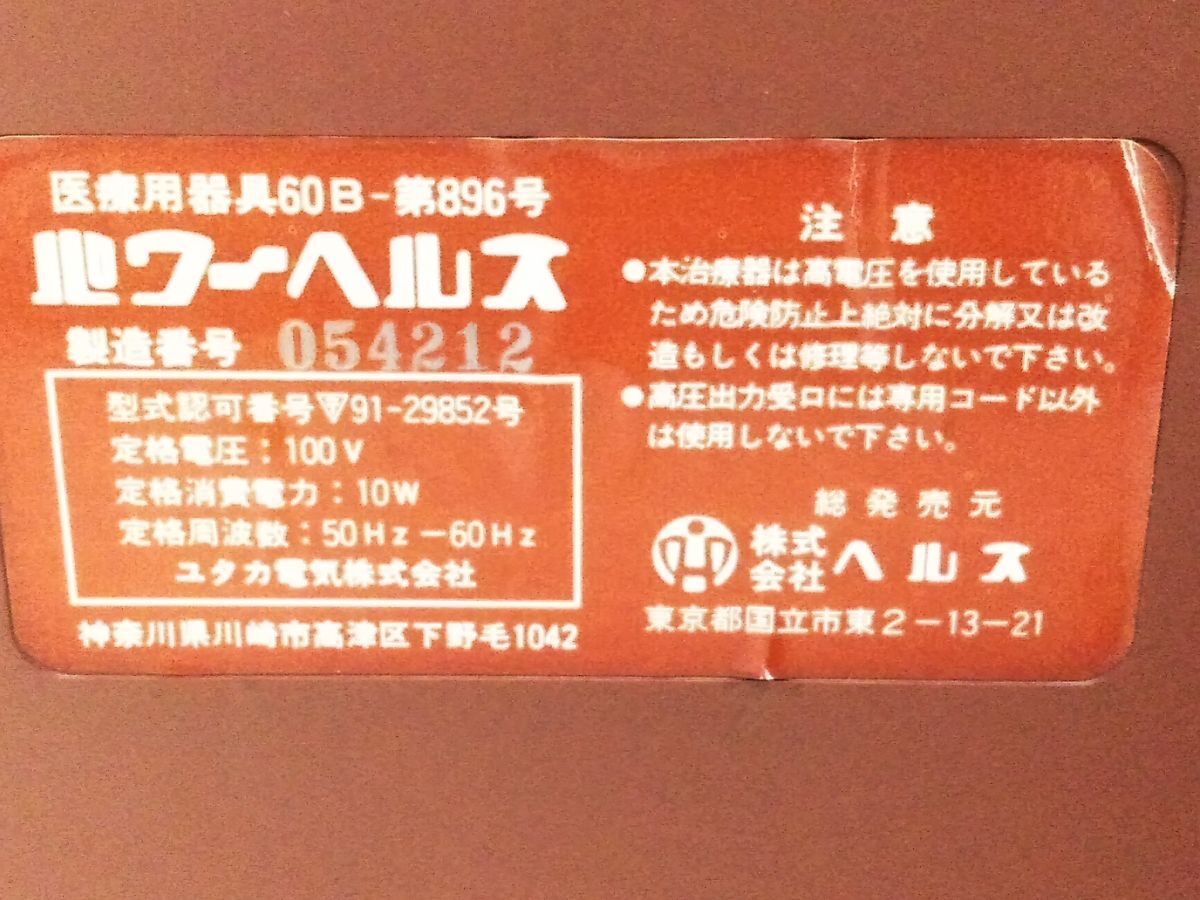 医療用器具60B-第896号
パワーヘルス
製造番号 054212
型式認可番号▽91-29852号
定格電圧:100V
定格消費電力:10W
定格周波数:50Hz-60Hz
ユタカ電気株式会社
神奈川県川崎市高津区下野毛1042
注意
●本治療器は高電圧を使用している
ため危険防止上絶対に分解又は改
造もしくは修理等しないで下さい。
●高圧出力受口には専用コード以外
は使用しないで下さい。
総発売元
株式会社ヘルス
東京都国立市東2-13-21